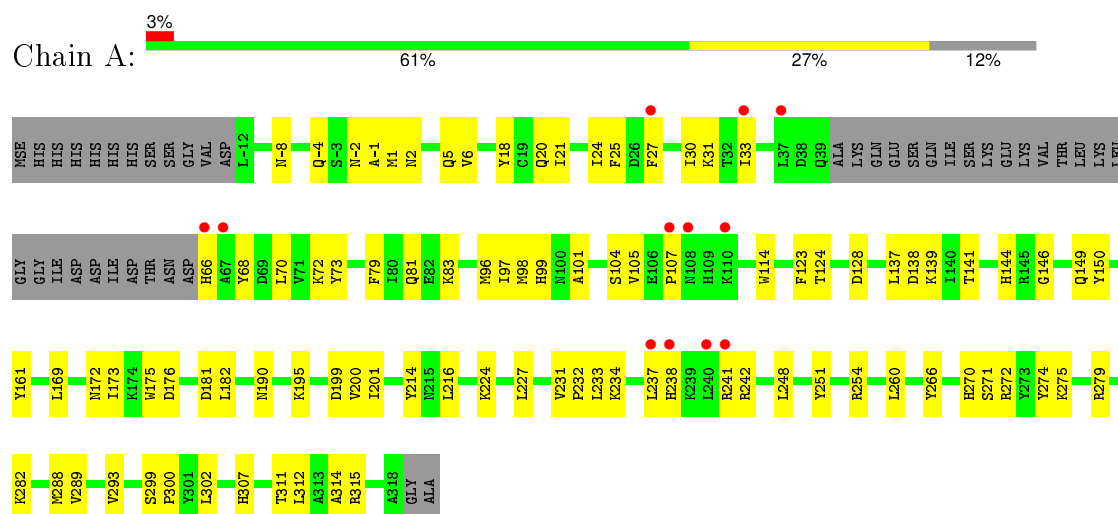 3%
Chain A:
61% 27% 12%
MSE HIS HIS HIS HIS HIS HIS SER SER GLY VAL ASP L-12 N-8 Q-4 S-3 N-2 A-1 M1 N2 Q5 V6 Y18 C19 Q20 I21 I24 F25 D26 F27 I30 K31 T32 I33 L37 D38 Q39 ALA LYS GLN GLU SER GLN ILE SER LYS GLU LYS VAL THR LEU LYS
GLY GLY ILE ASP ASP ILE ASP THR ASN ASP H66 A67 Y68 D69 L70 V71 K72 Y73 F79 I80 Q81 E82 K83 M96 I97 M98 H99 N100 A101 S104 V105 E106 P107 N108 H109 K110 W114 F123 T124 D128 L137 D138 K139 I140 T141 H144 R145 G146 Q149 Y150
Y161 L169 N172 I173 K174 W175 D176 D181 L182 N190 K195 D199 V200 I201 Y214 N215 L216 K224 L227 V231 P232 L233 K234 L237 H238 K239 L240 R241 R242 L248 Y251 R254 L260 Y266 H270 S271 R272 Y273 Y274 K275 R279
K282 M288 V289 V293 S299 P300 Y301 L302 H307 T311 L312 A313 A314 R315 A318 GLY ALA